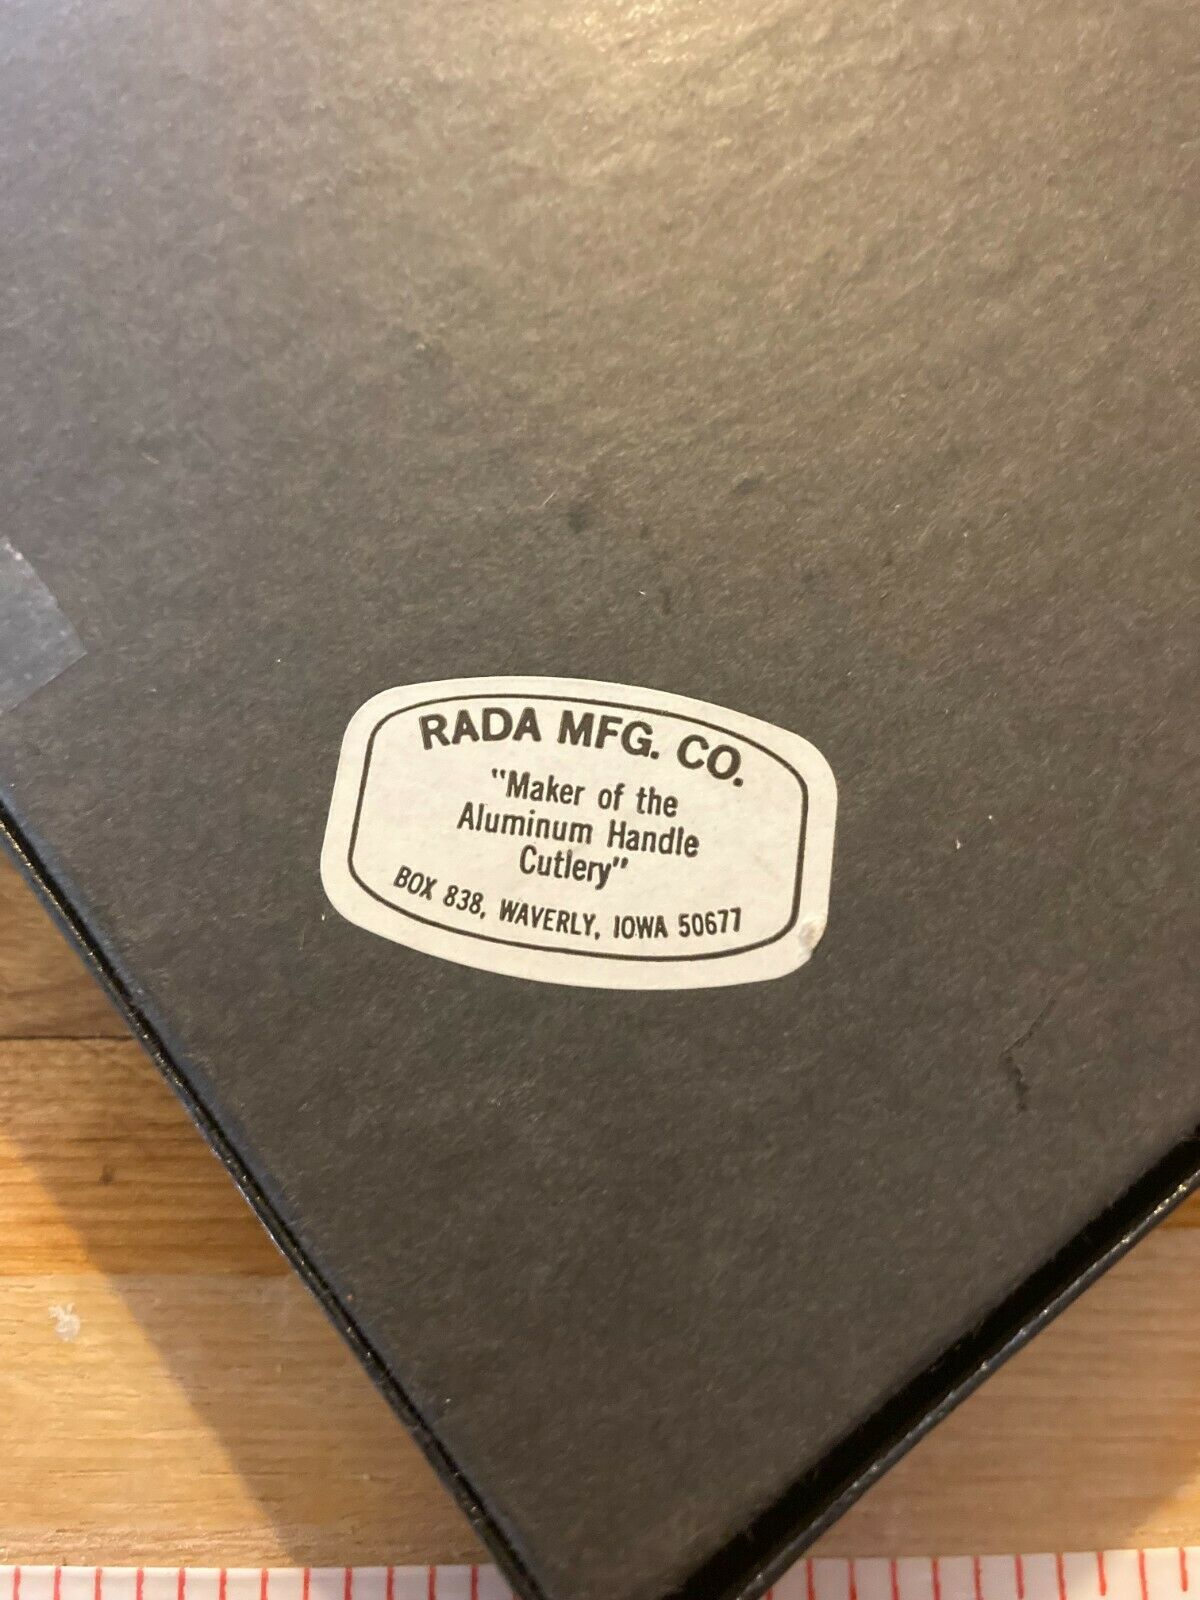 RADA MFG. CO.
"Maker of the
Aluminum Handle
Cutlery"
BOX 838, WAVERLY, IOWA 50677